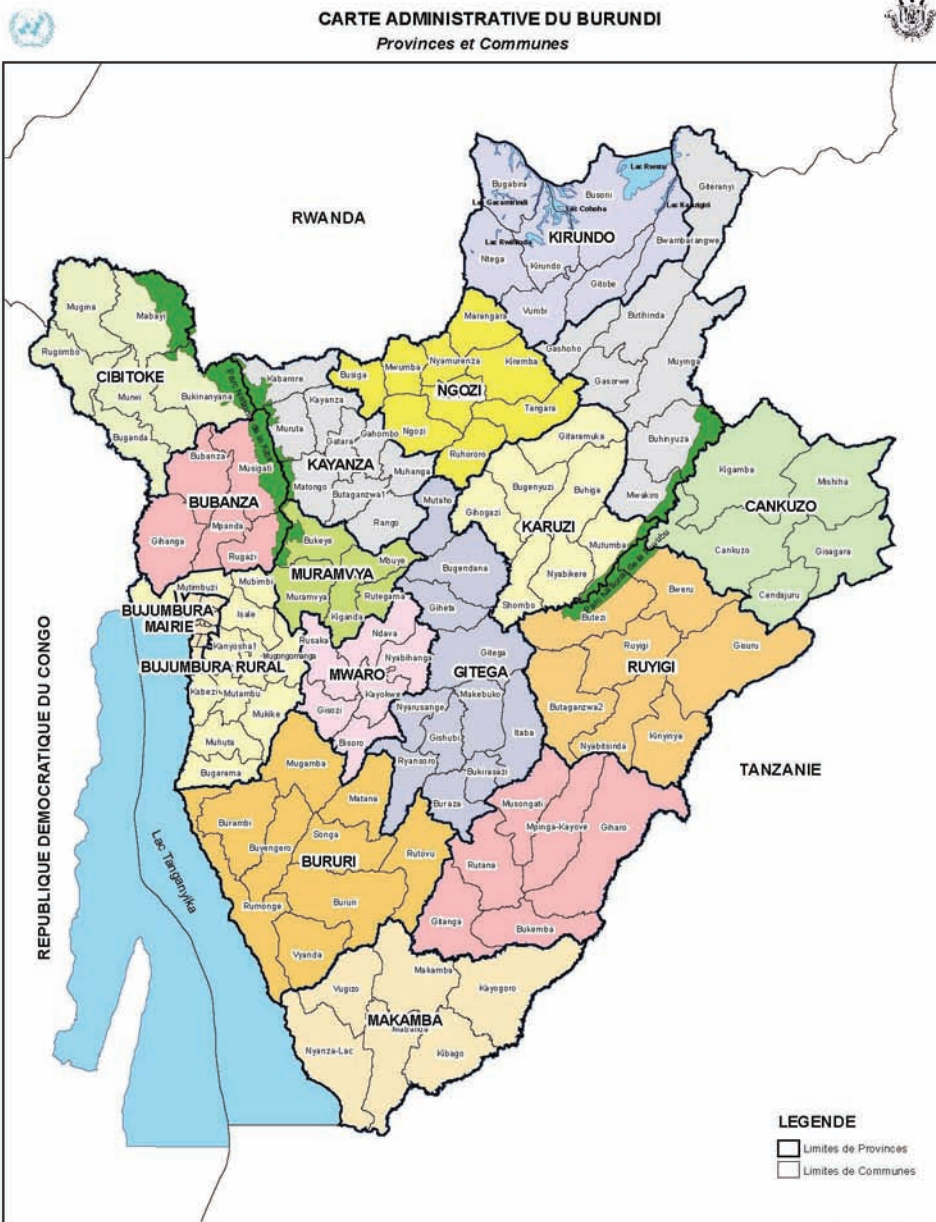 CARTE ADMINISTRATIVE DU BURUNDI
Provinces et Communes
RWANDA
Bugabira
Busoni
Lac Rweru
Giteranyi
Lac Cohoha
KIRUNDO
Bwambarangwe
Ntega
Kirundo
Gitobe
Vumbi
Mugina
Mabayi
Rugombo
CIBITOKE
Murwi
Bukinanyana
Buganda
Marangara
Gashoho
Butihinda
Muyinga
Gasorwe
Busiga
Mwumba
Nyamurenza
Kiremba
NGOZI
Tangara
Ngozi
Ruhororo
Kabarore
Kayanza
Muruta
Gatara
Gahombo
KAYANZA
Muhanga
Matongo
Butaganzwa1
Rango
Bubanza
Musigati
BUBANZA
Mpanda
Gihanga
Rugazi
Gitaramuka
Buhinyuza
Bugenyuzi
Buhiga
Mwakiro
Gihogazi
KARUZI
Mutumba
Nyabikere
Shombo
Kigamba
Mishiha
CANKUZO
Cankuzo
Gisagara
Cendajuru
Mutaho
Bukeye
Mbuye
MURAMVYA
Muramvya
Rutegama
Kiganda
Bugendana
Giheta
Mutimbuzi
Mubimbi
BUJUMBURA
MAIRIE
Isale
Kanyosha1
Mugongomanga
BUJUMBURA RURAL
Kabezi
Mutambu
Mukike
Muhuta
Bugarama
Rusaka
Ndava
Nyabihanga
MWARO
Kayokwe
Gisozi
Bisoro
Gitega
GITEGA
Nyarusange
Makebuko
Gishubi
Itaba
Ryansoro
Bukirasazi
Buraza
Butezi
Bweru
Ruyigi
Gisuru
RUYIGI
Butaganzwa2
Nyabitsinda
Kinyinya
TANZANIE
REPUBLIQUE DEMOCRATIQUE DU CONGO
Lac Tanganyika
Mugamba
Matana
Burambi
Songa
Buyengero
Rutovu
BURURI
Rumonge
Bururi
Vyanda
Musongati
Mpinga-Kayove
Giharo
Rutana
Gitanga
Bukemba
Makamba
Vugizo
Kayogoro
MAKAMBA
Nyanza-Lac
Kibago
LEGENDE
Limites de Provinces
Limites de Communes